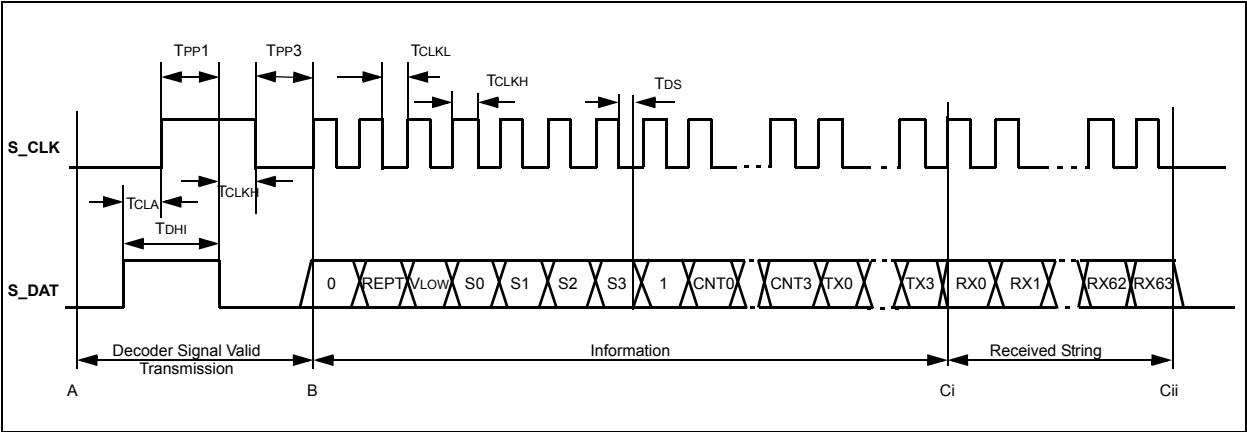 TPP1 TPP3 TCLKL
TCLKH TDS
S_CLK
TCLA TCLKH
TDHI
S_DAT 0 REPT VLOW S0 S1 S2 S3 1 CNT0 CNT3 TX0 TX3 RX0 RX1 RX62 RX63
Decoder Signal Valid Information Received String
Transmission
A B Ci Cii